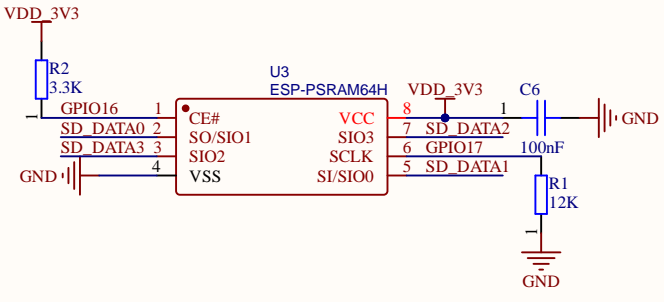 VDD_3V3
R2
3.3K
1
U3
ESP-PSRAM64H
GPIO16 1 CE#
SD_DATA0 2 SO/SIO1
SD_DATA3 3 SIO2
GND 4 VSS
VCC 8 VDD_3V3
SIO3 7 SD_DATA2
SCLK 6 GPIO17
SI/SIO0 5 SD_DATA1
C6
1
100nF
GND
R1
12K
1
GND